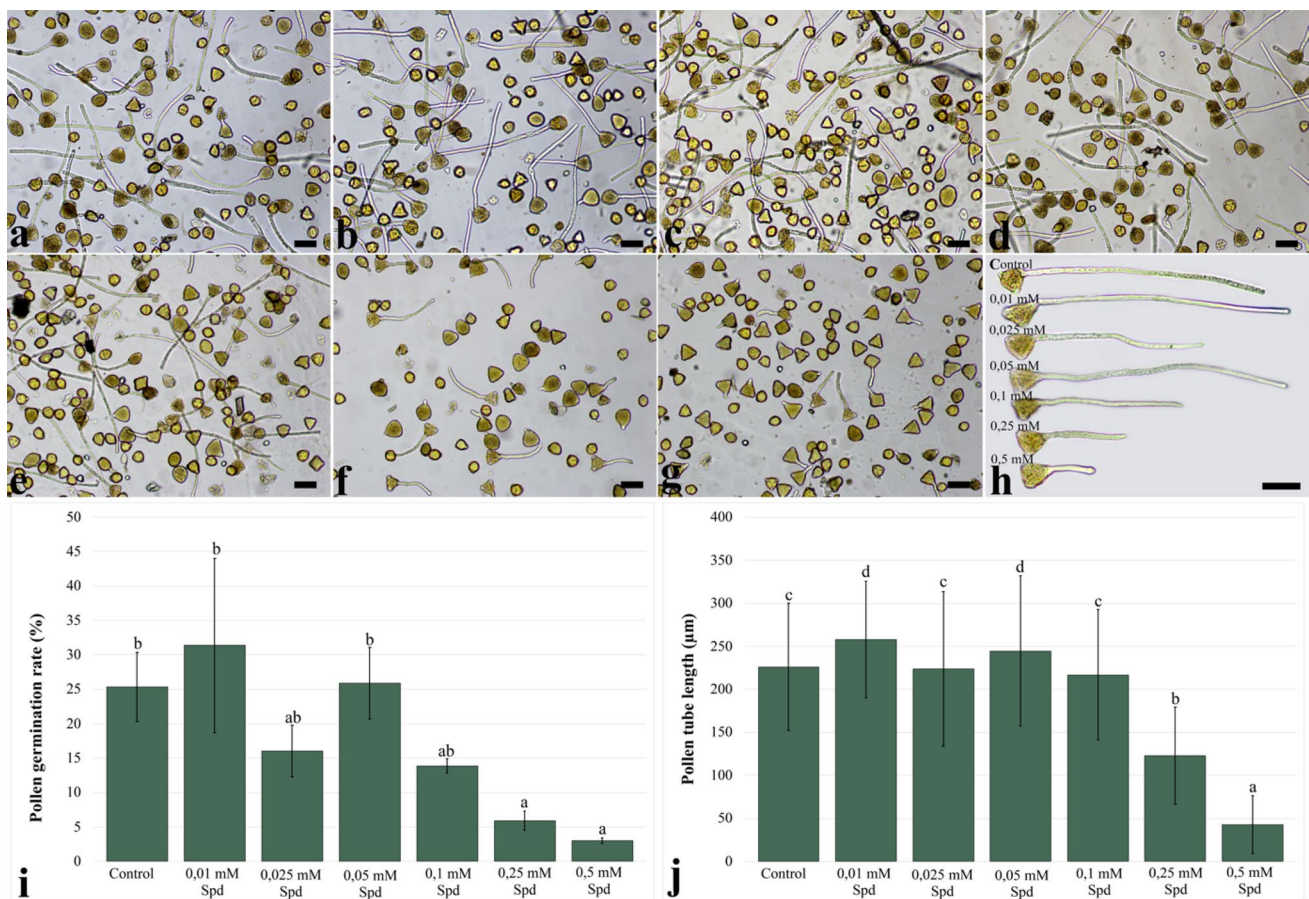 a
b
c
d
e
f
g
h
Control
0,01 mM
0,025 mM
0,05 mM
0,1 mM
0,25 mM
0,5 mM
i
Pollen germination rate (%)
50
45
40
35
30
25
20
15
10
5
0
b
b
ab
b
ab
a
a
Control
0,01 mM
Spd
0,025 mM
Spd
0,05 mM
Spd
0,1 mM
Spd
0,25 mM
Spd
0,5 mM
Spd
j
Pollen tube length (µm)
400
350
300
250
200
150
100
50
0
c
d
c
d
c
b
a
Control
0,01 mM
Spd
0,025 mM
Spd
0,05 mM
Spd
0,1 mM
Spd
0,25 mM
Spd
0,5 mM
Spd